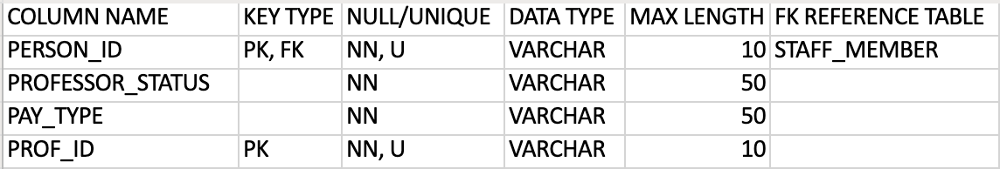 COLUMN NAME KEY TYPE NULL/UNIQUE DATA TYPE MAX LENGTH FK REFERENCE TABLE
PERSON_ID PK, FK NN, U VARCHAR 10 STAFF_MEMBER
PROFESSOR_STATUS NN VARCHAR 50
PAY_TYPE NN VARCHAR 50
PROF_ID PK NN, U VARCHAR 10